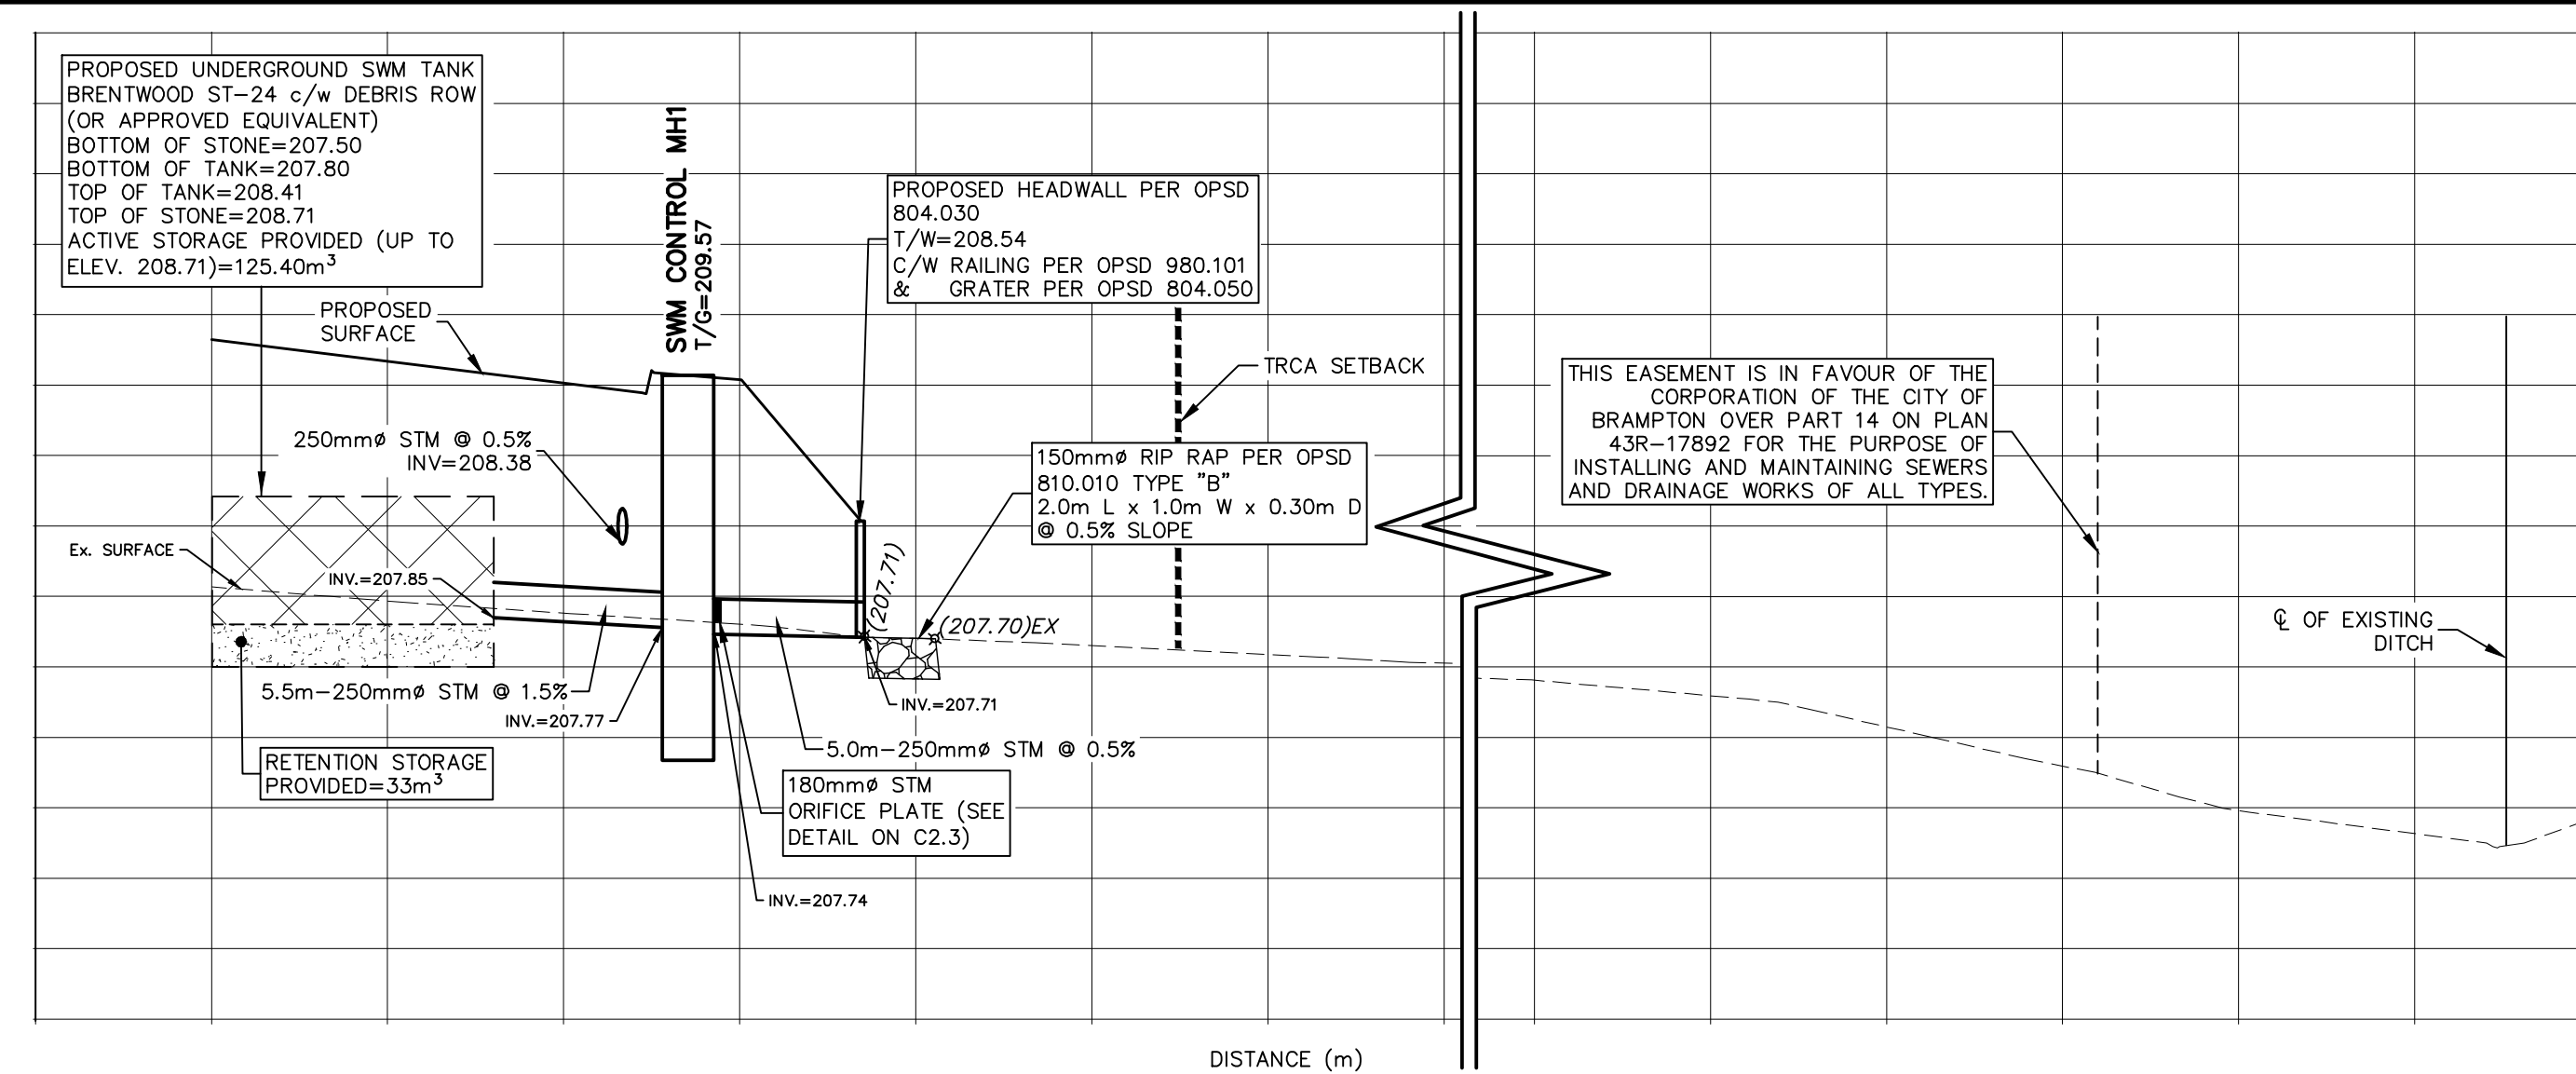 PROPOSED UNDERGROUND SWM TANK
BRENTWOOD ST-24 c/w DEBRIS ROW
(OR APPROVED EQUIVALENT)
BOTTOM OF STONE=207.50
BOTTOM OF TANK=207.80
TOP OF TANK=208.41
TOP OF STONE=208.71
ACTIVE STORAGE PROVIDED (UP TO
ELEV. 208.71)=125.40m³
PROPOSED
SURFACE
SWM CONTROL MH1
T/G=209.57
PROPOSED HEADWALL PER OPSD
804.030
T/W=208.54
C/W RAILING PER OPSD 980.101
& GRATER PER OPSD 804.050
TRCA SETBACK
THIS EASEMENT IS IN FAVOUR OF THE
CORPORATION OF THE CITY OF
BRAMPTON OVER PART 14 ON PLAN
43R-17892 FOR THE PURPOSE OF
INSTALLING AND MAINTAINING SEWERS
AND DRAINAGE WORKS OF ALL TYPES.
250mmø STM @ 0.5%
INV=208.38
150mmø RIP RAP PER OPSD
810.010 TYPE "B"
2.0m L x 1.0m W x 0.30m D
@ 0.5% SLOPE
Ex. SURFACE
INV.=207.85
(207.71)
(207.70)EX
℄ OF EXISTING
DITCH
5.5m-250mmø STM @ 1.5%
INV.=207.77
INV.=207.71
5.0m-250mmø STM @ 0.5%
RETENTION STORAGE
PROVIDED=33m³
180mmø STM
ORIFICE PLATE (SEE
DETAIL ON C2.3)
INV.=207.74
DISTANCE (m)